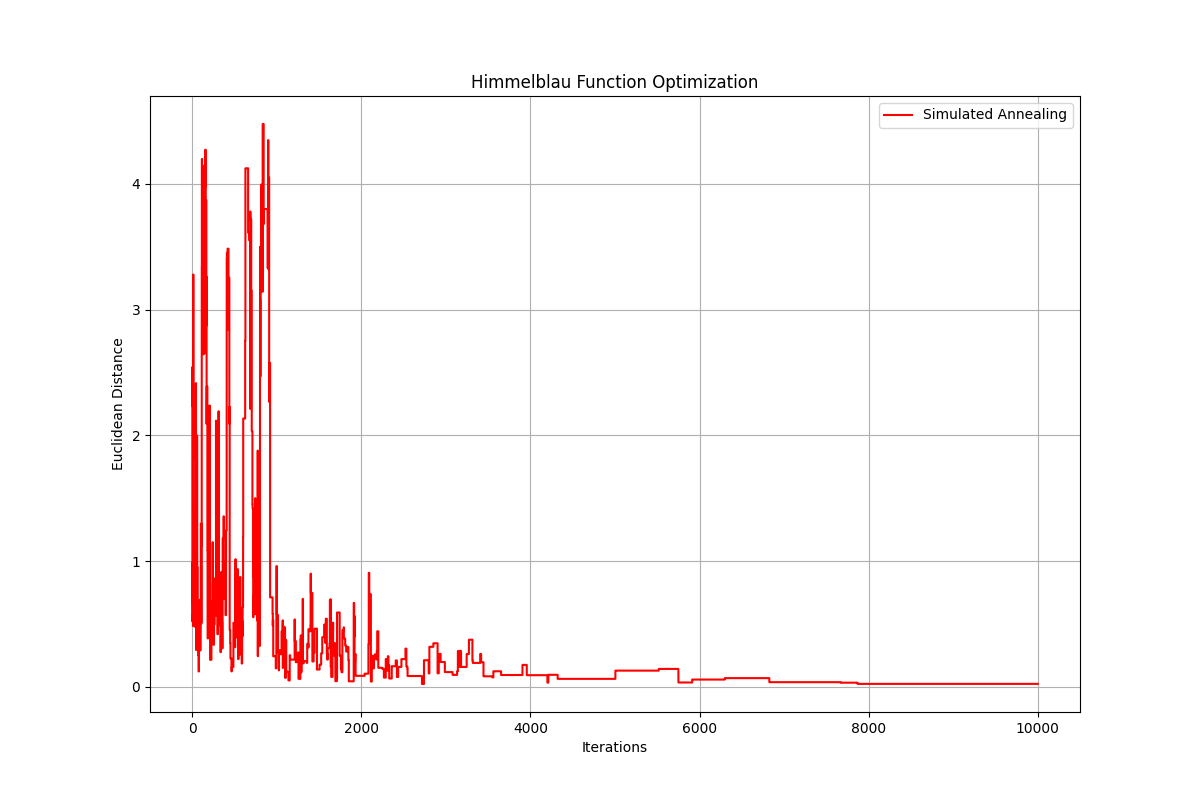 Himmelblau Function Optimization
Simulated Annealing
Euclidean Distance
4
3
2
1
0
0 2000 4000 6000 8000 10000
Iterations